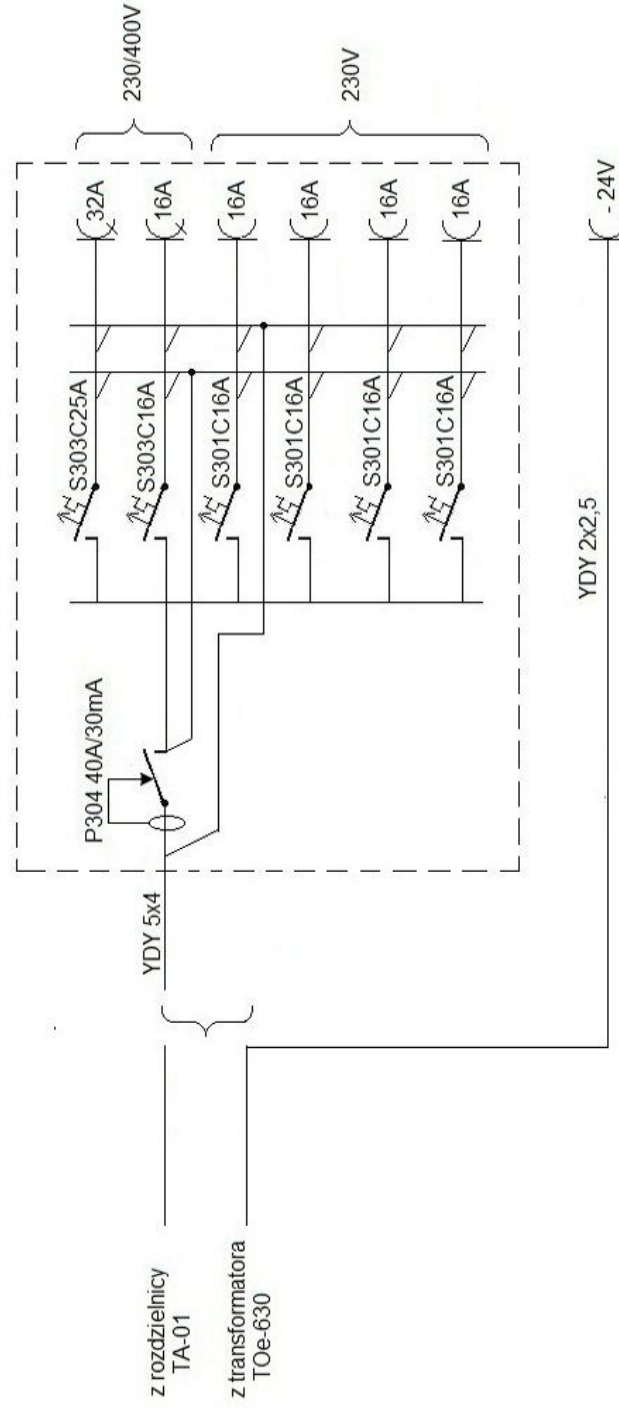 z rozdzielnicy
TA-01
z transformatora
TOe-630
YDY 5x4
P304 40A/30mA
S303C25A
S303C16A
S301C16A
S301C16A
S301C16A
S301C16A
32A
16A
16A
16A
16A
16A
230/400V
230V
YDY 2x2,5
- 24V